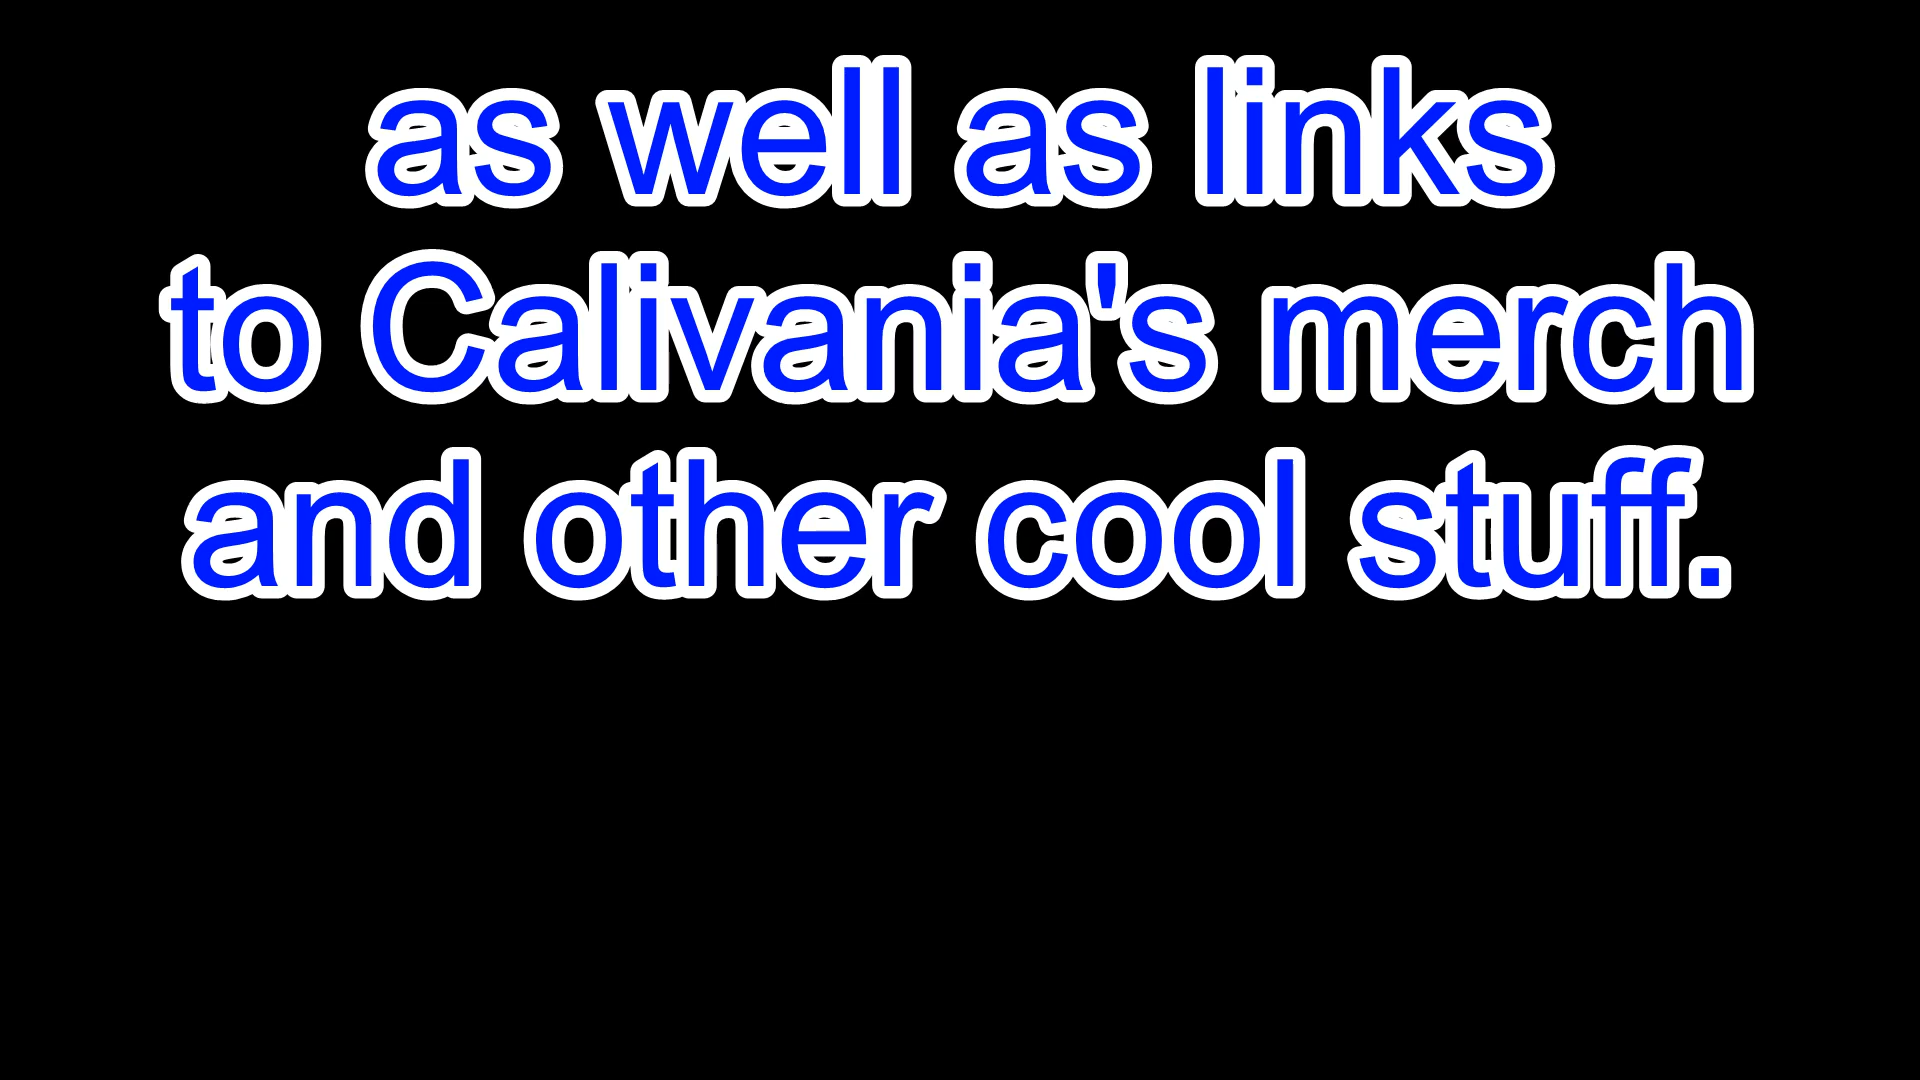 as well as links
to Calivania's merch
and other cool stuff.